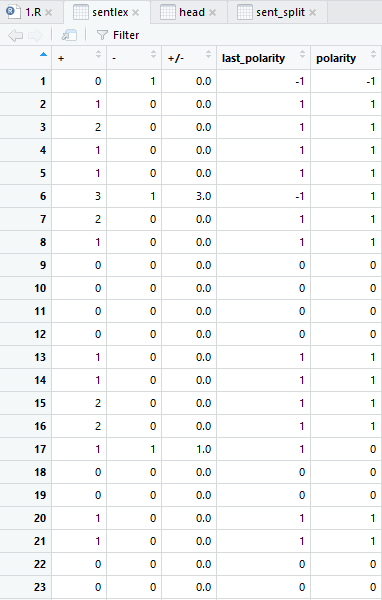 1.R × sentlex × head × sent_split ×
Filter
+ - +/- last_polarity polarity
1 0 1 0.0 -1 -1
2 1 0 0.0 1 1
3 2 0 0.0 1 1
4 1 0 0.0 1 1
5 1 0 0.0 1 1
6 3 1 3.0 -1 1
7 2 0 0.0 1 1
8 1 0 0.0 1 1
9 0 0 0.0 0 0
10 0 0 0.0 0 0
11 0 0 0.0 0 0
12 0 0 0.0 0 0
13 1 0 0.0 1 1
14 1 0 0.0 1 1
15 2 0 0.0 1 1
16 2 0 0.0 1 1
17 1 1 1.0 1 0
18 0 0 0.0 0 0
19 0 0 0.0 0 0
20 1 0 0.0 1 1
21 1 0 0.0 1 1
22 0 0 0.0 0 0
23 0 0 0.0 0 0